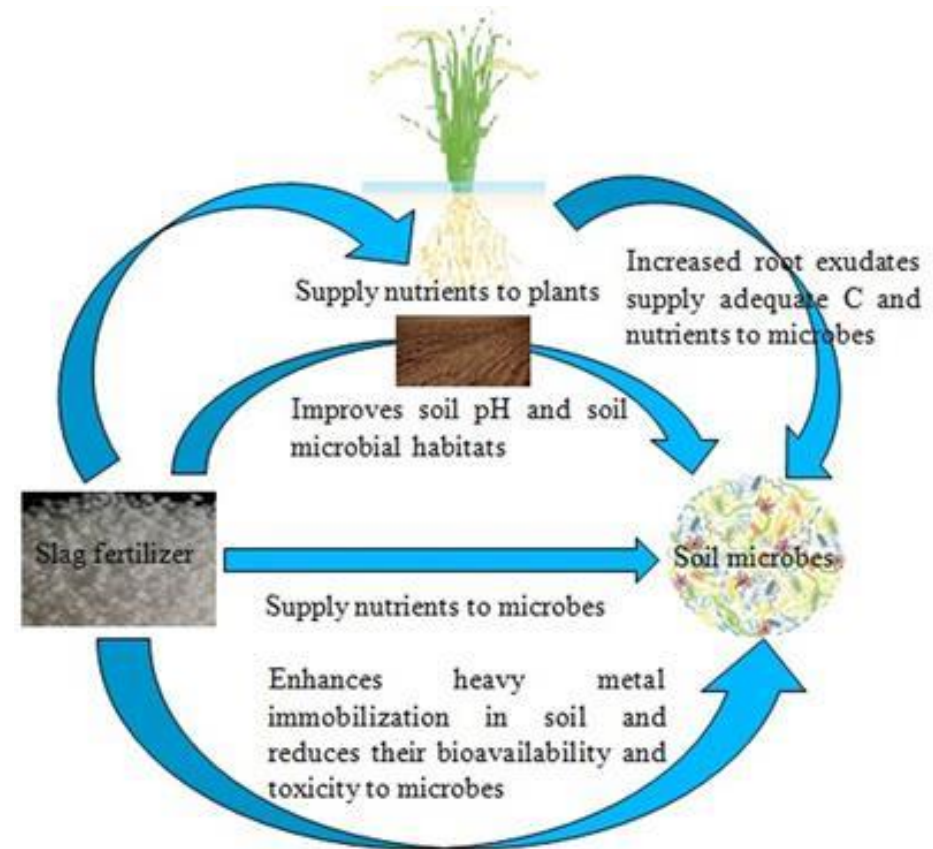 Supply nutrients to plants
Increased root exudates
supply adequate C and
nutrients to microbes
Improves soil pH and soil
microbial habitats
Slag fertilizer
Soil microbes
Supply nutrients to microbes
Enhances heavy metal
immobilization in soil and
reduces their bioavailability and
toxicity to microbes